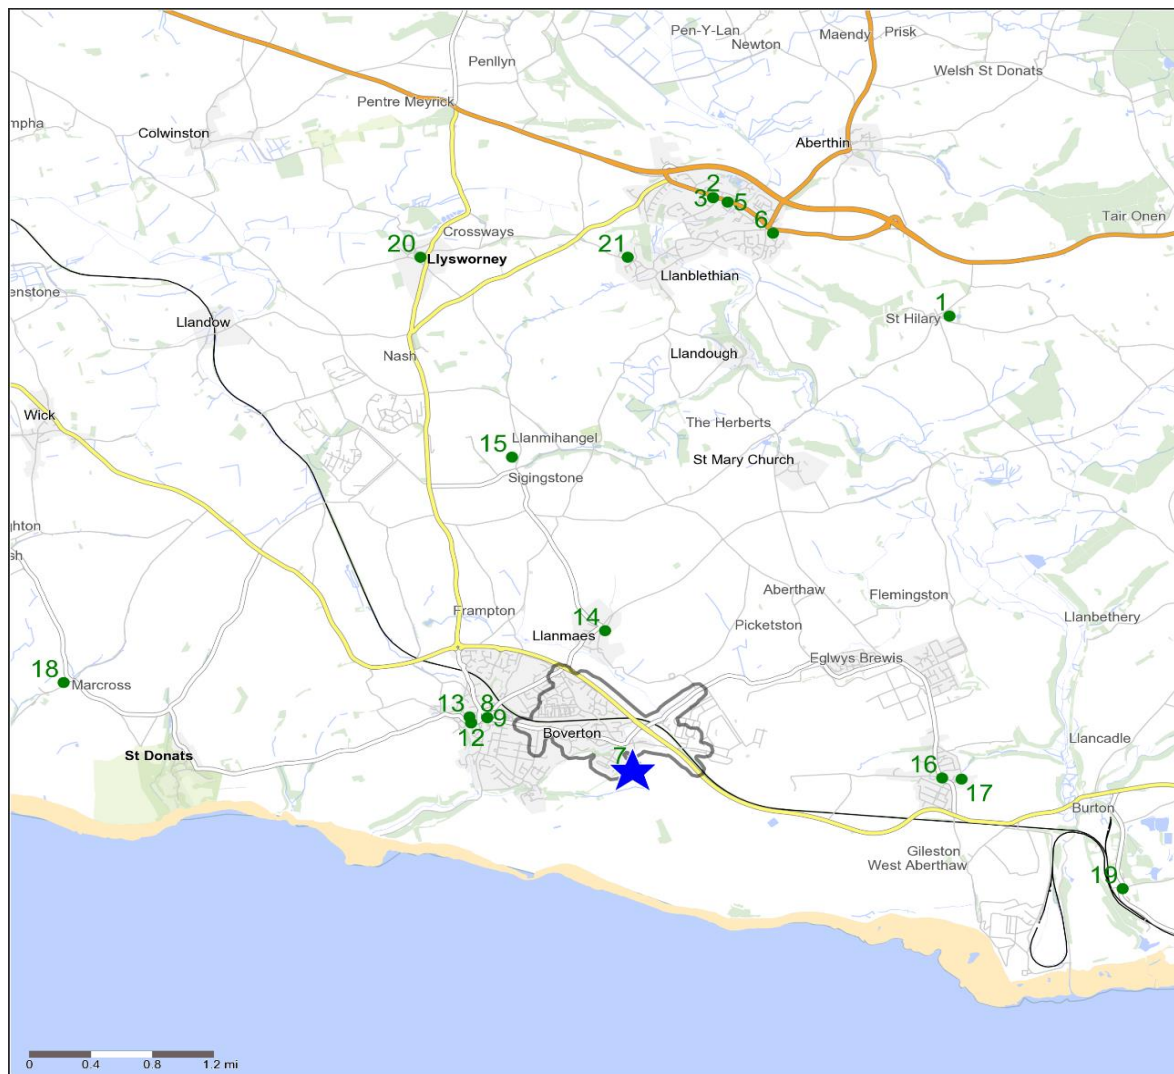 Pen-Y-Lan
Maendy
Prisk
Newton
Penllyn
Welsh St Donats
Pentre Meyrick
mpha
Colwinston
Aberthin
2
3
5
6
Tair Onen
Crossways
20
Llysworney
21
Llanblethian
enstone
1
St Hilary
Llandow
Nash
Llandough
Wick
The Herberts
15
Llanmihangel
St Mary Church
Sigingstone
ghton
sh
Aberthaw
Flemingston
Frampton
14
Llanmaes
Picketston
Llanbethery
Eglwys Brewis
18
Marcross
13
8
9
12
Boverton
7
St Donats
Llancadle
16
17
Burton
Gileston
West Aberthaw
19
0 0.4 0.8 1.2 mi